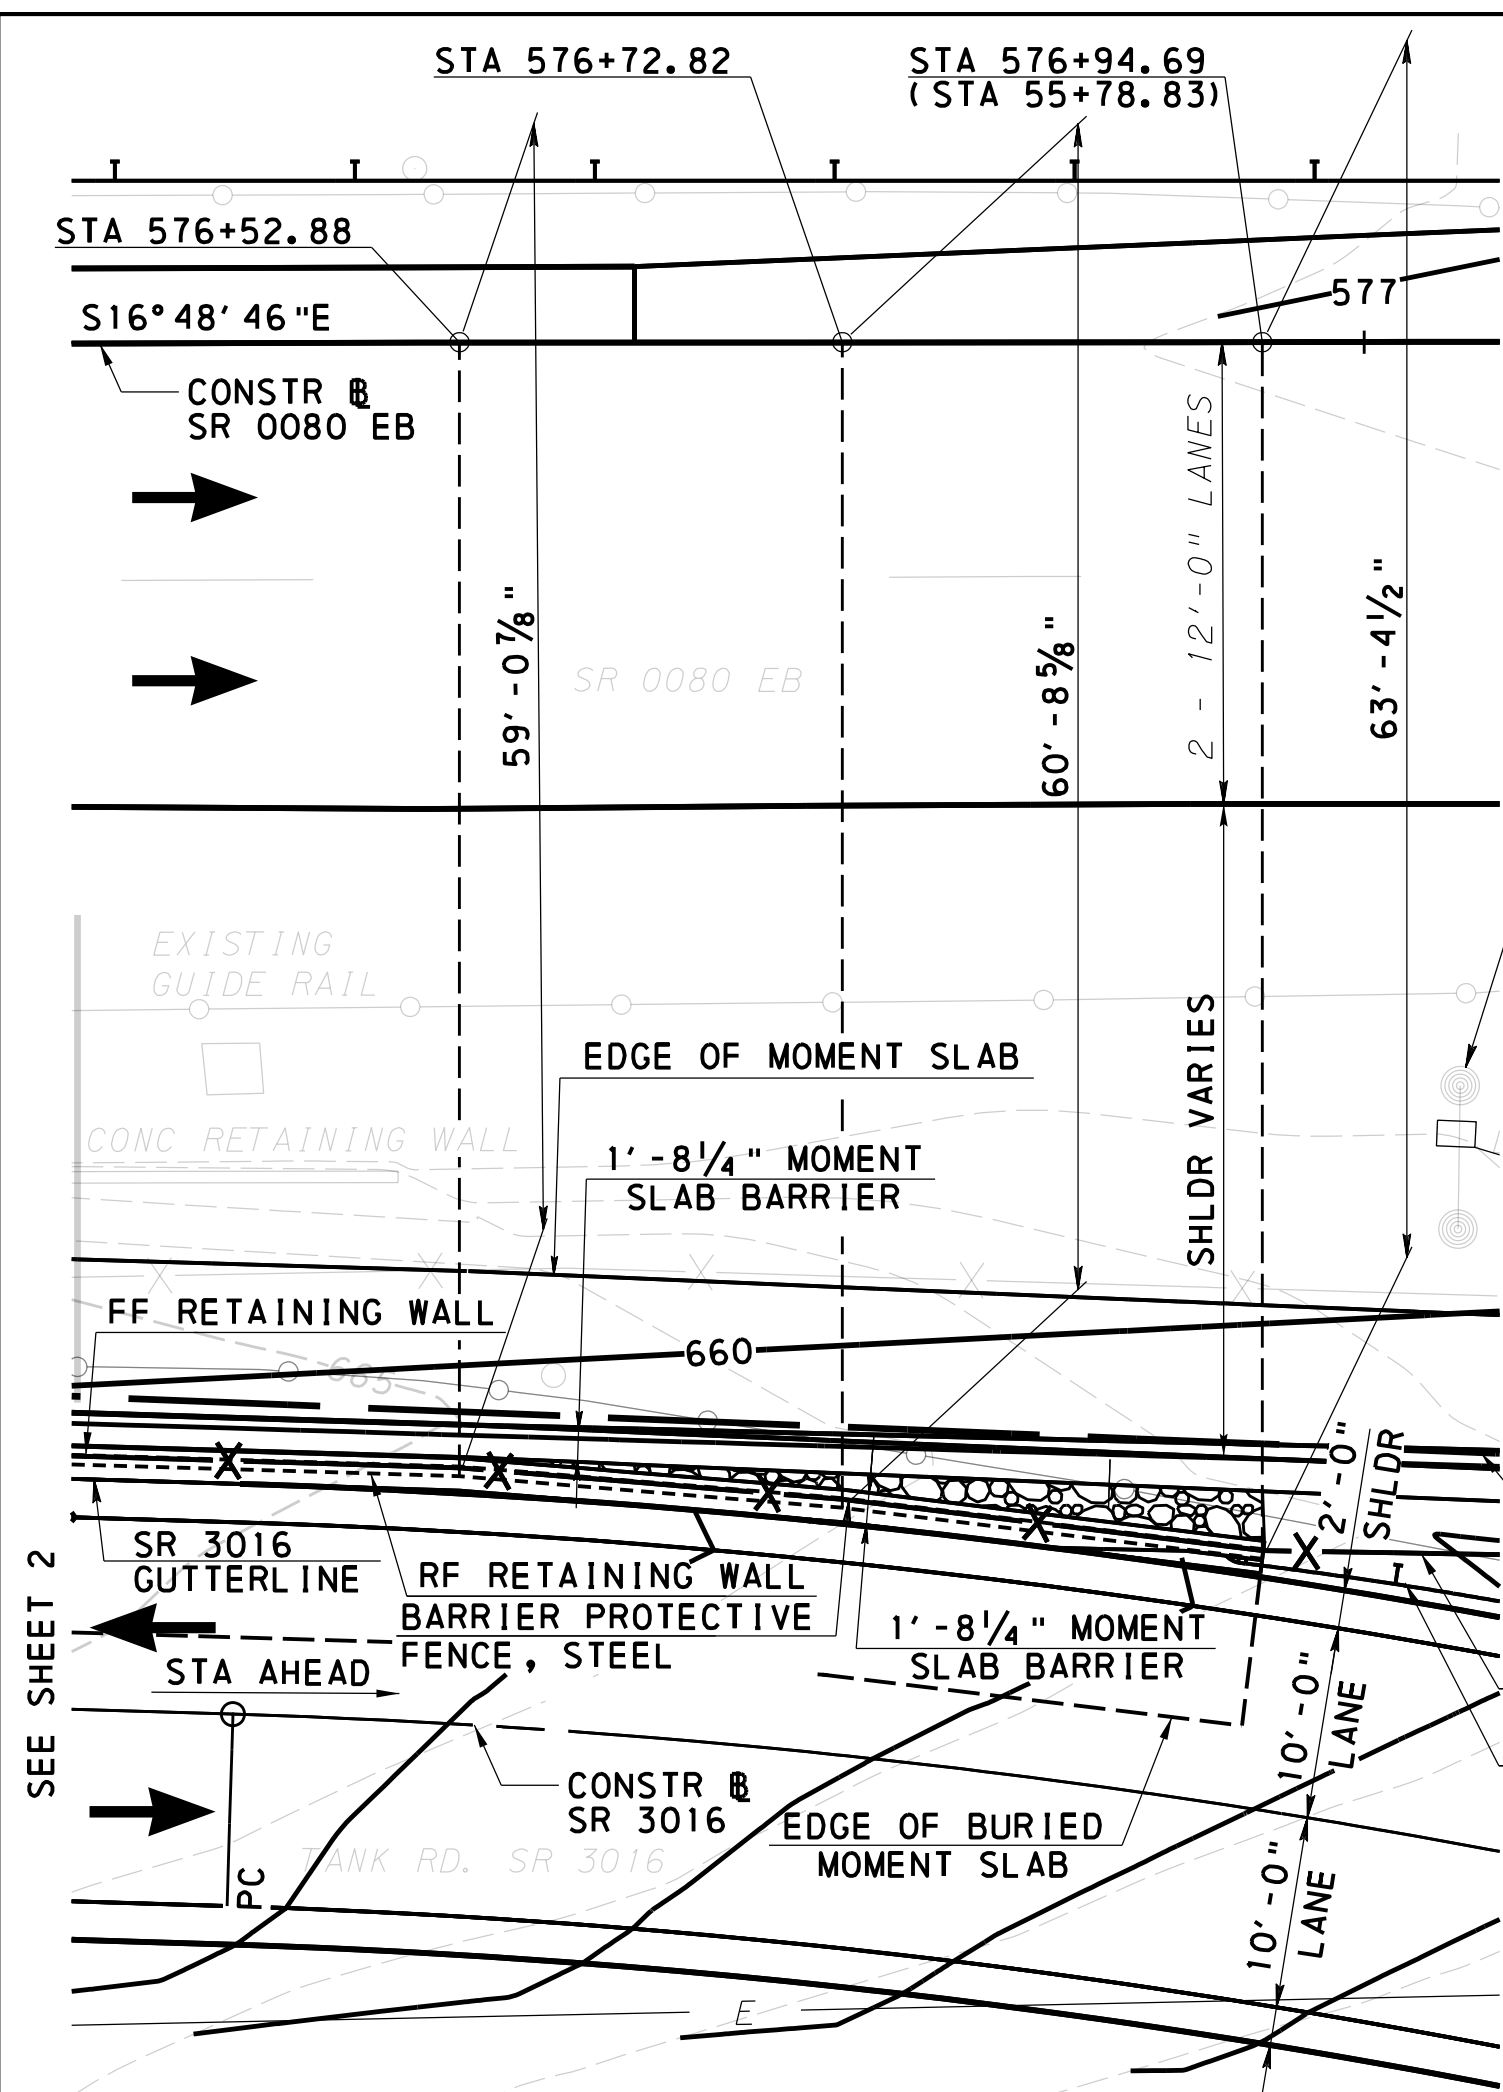 STA 576+72.82
STA 576+94.69
(STA 55+78.83)
STA 576+52.88
S16°48'46"E
577
CONSTR BL
SR 0080 EB
2 - 12'-0" LANES
59'-0⅞"
60'-8⅝"
63'-4½"
SR 0080 EB
EXISTING
GUIDE RAIL
SHLDR VARIES
EDGE OF MOMENT SLAB
CONC RETAINING WALL
1'-8¼" MOMENT
SLAB BARRIER
FF RETAINING WALL
660
665
2'-0"
SHLDR
SR 3016
GUTTERLINE
RF RETAINING WALL
BARRIER PROTECTIVE
FENCE, STEEL
1'-8¼" MOMENT
SLAB BARRIER
SEE SHEET 2
STA AHEAD
10'-0"
LANE
CONSTR BL
SR 3016
EDGE OF BURIED
MOMENT SLAB
TANK RD. SR 3016
PC
10'-0"
LANE
E